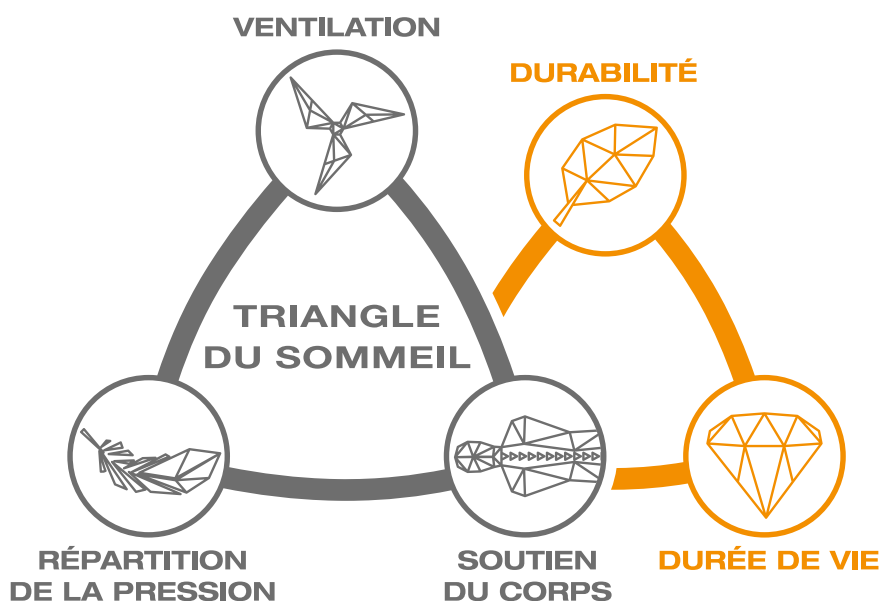 VENTILATION
DURABILITÉ
TRIANGLE
DU SOMMEIL
RÉPARTITION
DE LA PRESSION
SOUTIEN
DU CORPS
DURÉE DE VIE